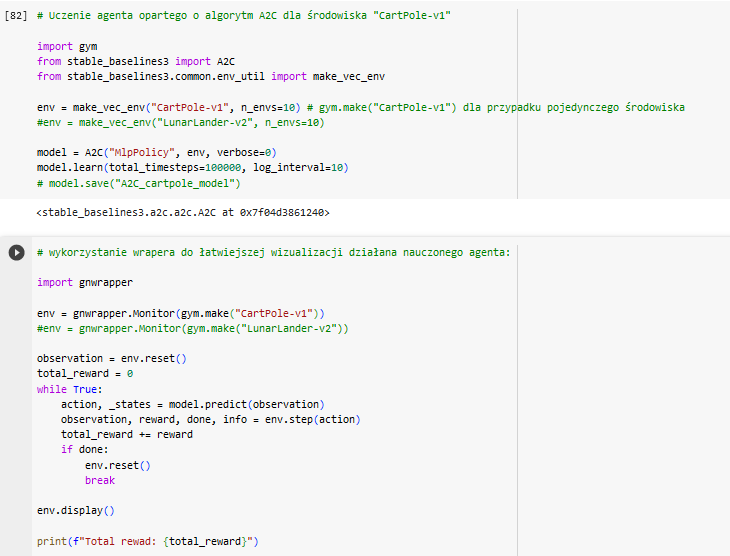 [82] # Uczenie agenta opartego o algorytm A2C dla środowiska "CartPole-v1"
import gym
from stable_baselines3 import A2C
from stable_baselines3.common.env_util import make_vec_env
env = make_vec_env("CartPole-v1", n_envs=10) # gym.make("CartPole-v1") dla przypadku pojedynczego środowiska
#env = make_vec_env("LunarLander-v2", n_envs=10)
model = A2C("MlpPolicy", env, verbose=0)
model.learn(total_timesteps=100000, log_interval=10)
# model.save("A2C_cartpole_model")
<stable_baselines3.a2c.a2c.A2C at 0x7f04d3861240>
# wykorzystanie wrapera do łatwiejszej wizualizacji działana nauczonego agenta:
import gnwrapper
env = gnwrapper.Monitor(gym.make("CartPole-v1"))
#env = gnwrapper.Monitor(gym.make("LunarLander-v2"))
observation = env.reset()
total_reward = 0
while True:
    action, _states = model.predict(observation)
    observation, reward, done, info = env.step(action)
    total_reward += reward
    if done:
        env.reset()
        break
env.display()
print(f"Total rewad: {total_reward}")